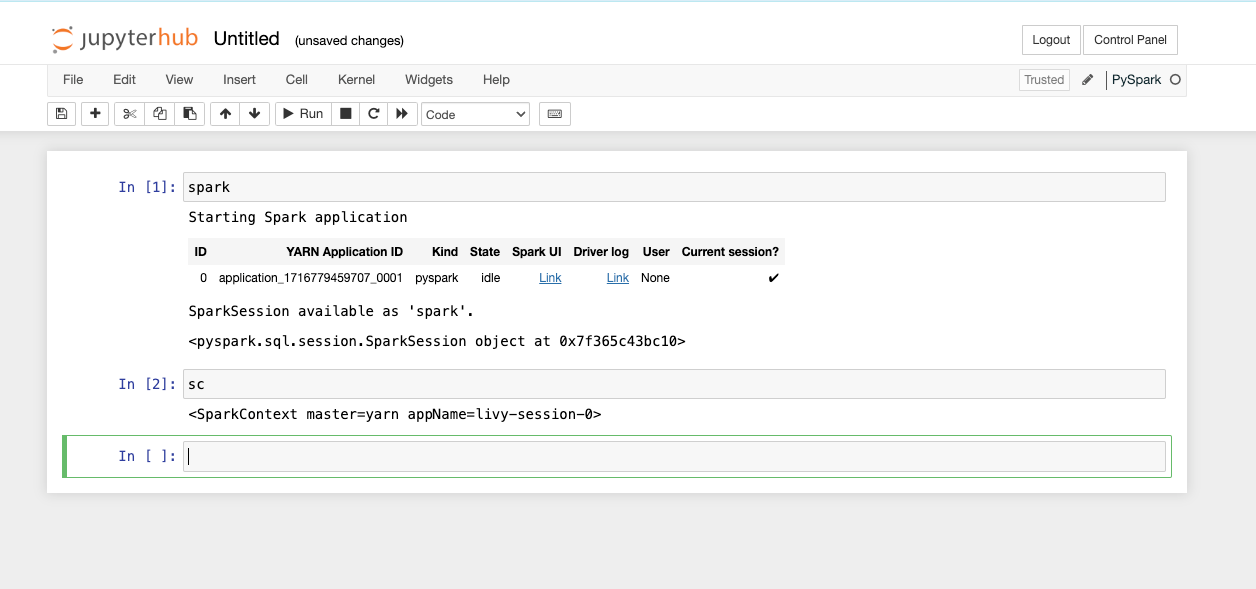 jupyterhub Untitled (unsaved changes) Logout Control Panel
File Edit View Insert Cell Kernel Widgets Help Trusted PySpark
Run Code
In [1]: spark
Starting Spark application
ID YARN Application ID Kind State Spark UI Driver log User Current session?
0 application_1716779459707_0001 pyspark idle Link Link None ✔
SparkSession available as 'spark'.
<pyspark.sql.session.SparkSession object at 0x7f365c43bc10>
In [2]: sc
<SparkContext master=yarn appName=livy-session-0>
In [ ]: